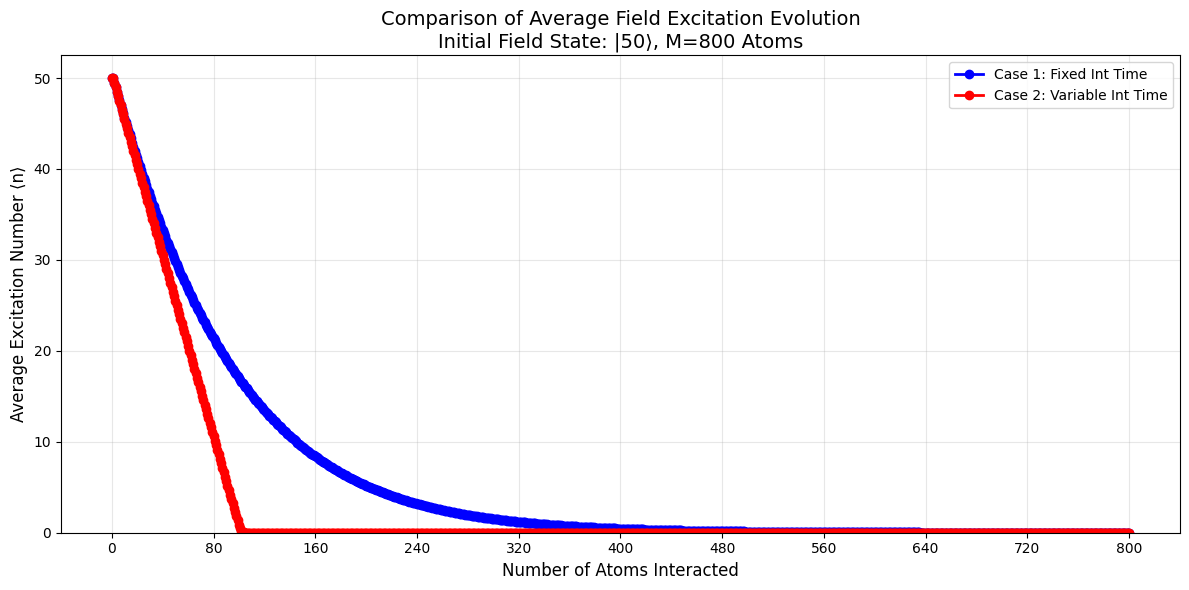 Comparison of Average Field Excitation Evolution
Initial Field State: |50⟩, M=800 Atoms
Case 1: Fixed Int Time
Case 2: Variable Int Time
Average Excitation Number ⟨n⟩
50
40
30
20
10
0
0 80 160 240 320 400 480 560 640 720 800
Number of Atoms Interacted